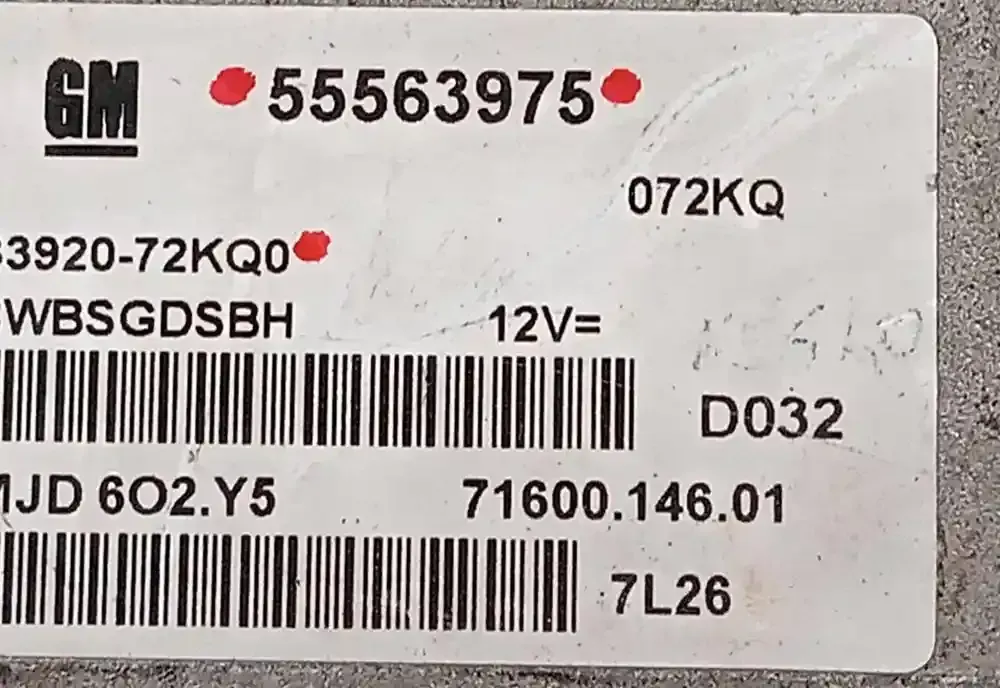 GM 55563975
072KQ
3920-72KQ0
WBSGDSBH 12V=
D032
MJD 6O2.Y5 71600.146.01
7L26